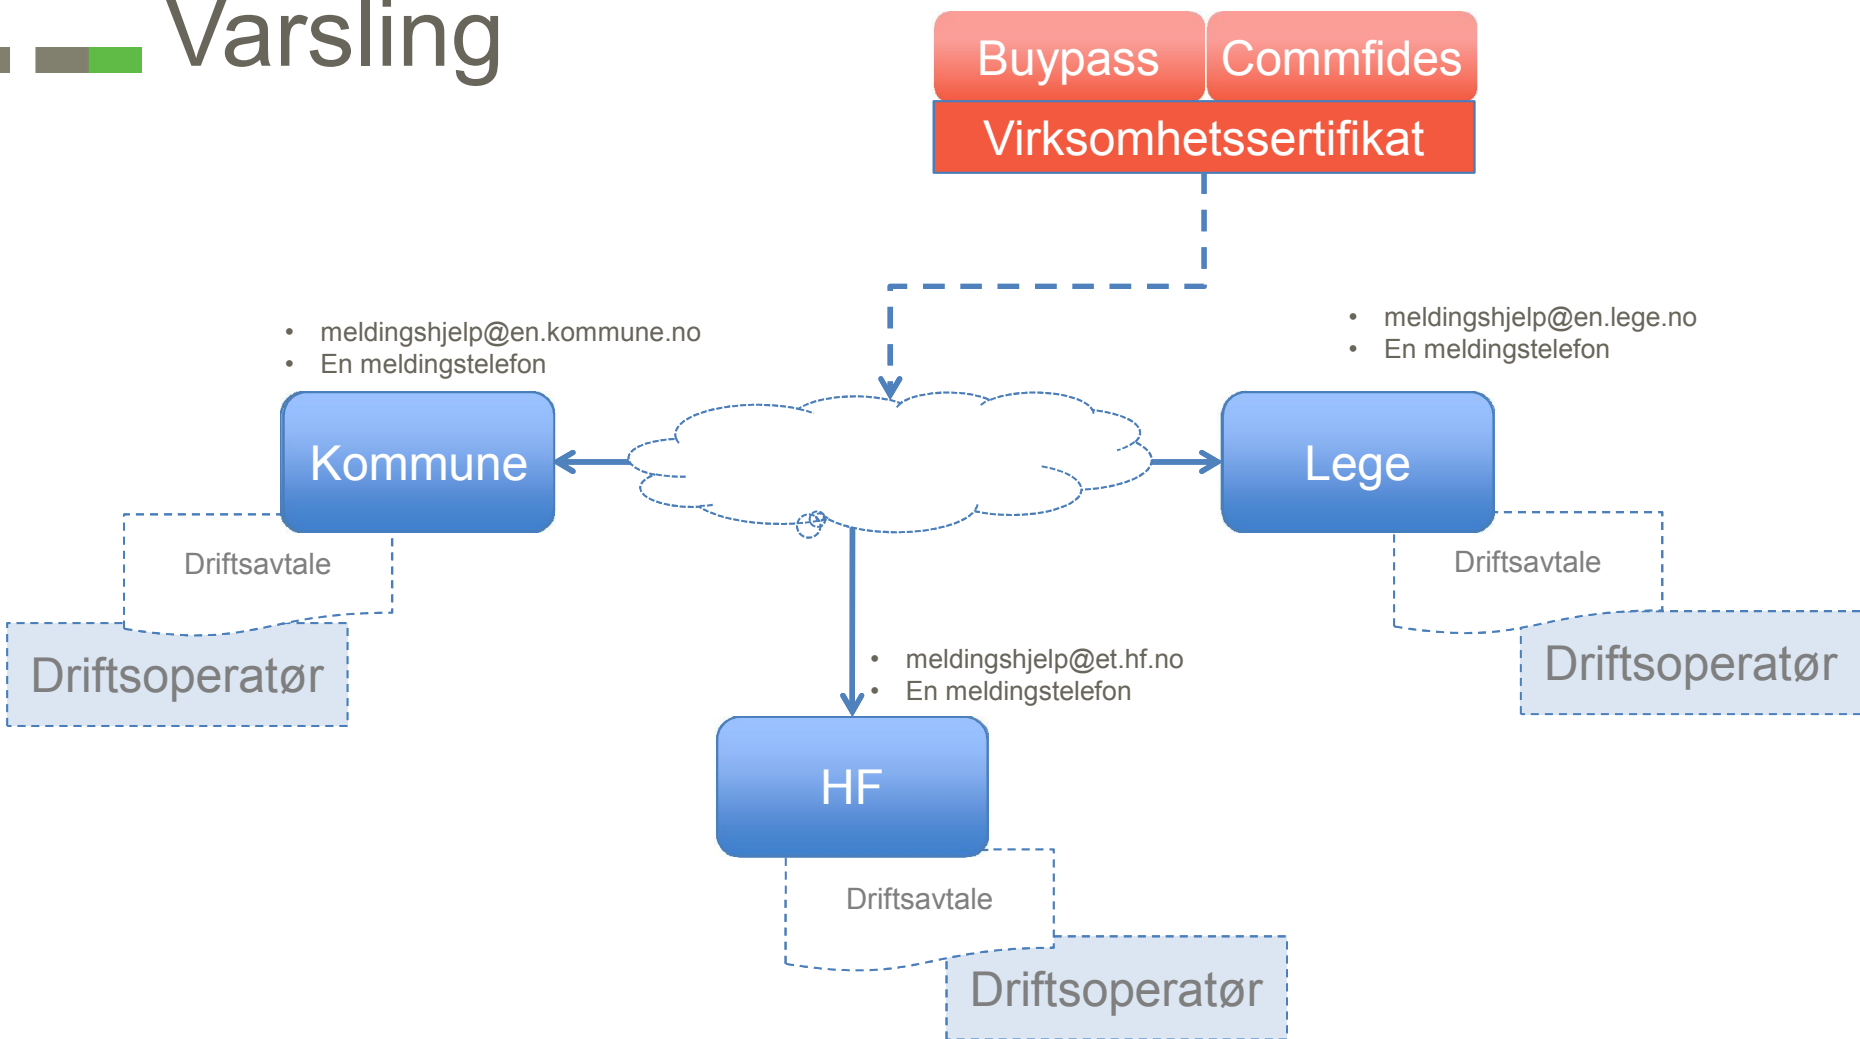 Varsling
Buypass
Commfides
Virksomhetssertifikat
• meldingshjelp@en.kommune.no
• En meldingstelefon
• meldingshjelp@en.lege.no
• En meldingstelefon
Kommune
Lege
Driftsavtale
Driftsavtale
Driftsoperatør
Driftsoperatør
• meldingshjelp@et.hf.no
• En meldingstelefon
HF
Driftsavtale
Driftsoperatør